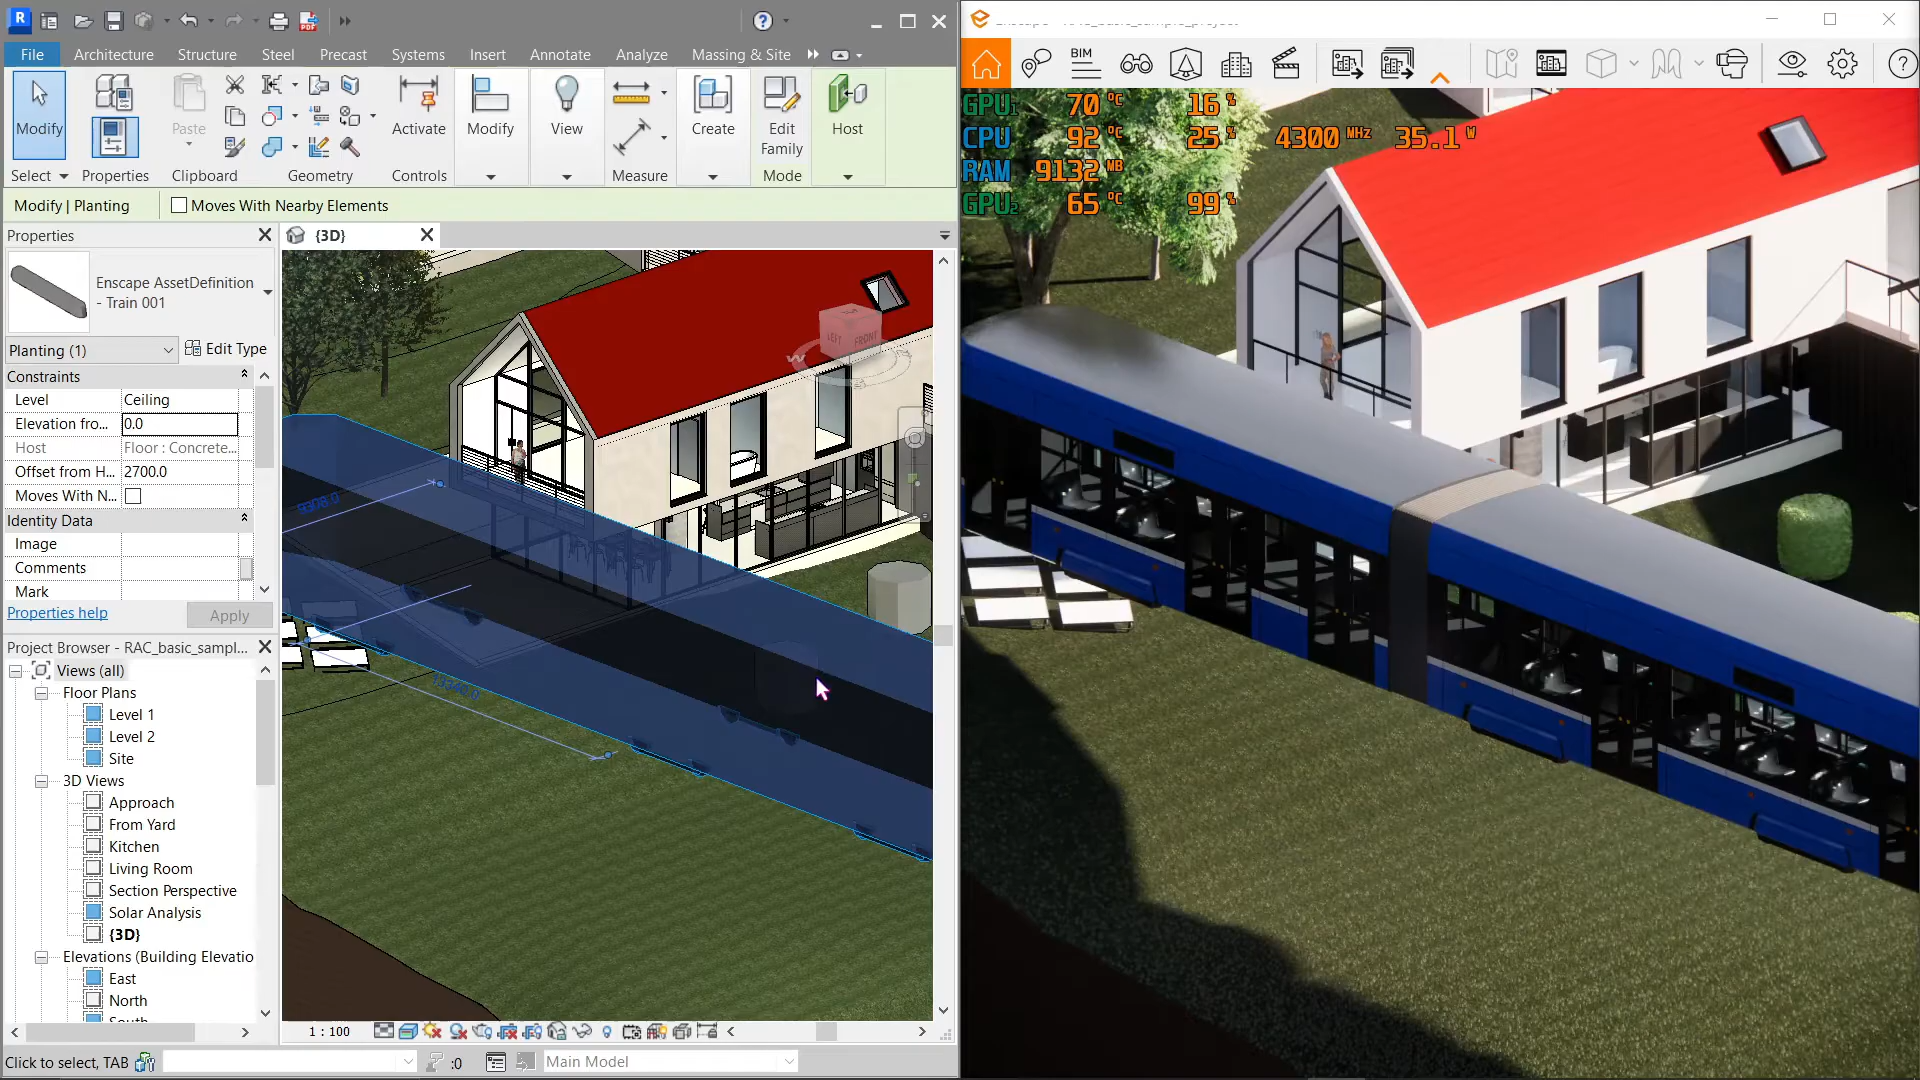 File
Architecture
Structure
Steel
Precast
Systems
Insert
Annotate
Analyze
Massing & Site
Modify
Paste
Activate
Modify
View
Create
Edit
Family
Host
Select
Properties
Clipboard
Geometry
Controls
Measure
Mode
Modify | Planting
Moves With Nearby Elements
Properties
{3D}
Enscape AssetDefinition
- Train 001
Planting (1)
Edit Type
Constraints
Level
Ceiling
Elevation fro...
0.0
Host
Floor : Concrete...
Offset from H...
2700.0
Moves With N...
Identity Data
Image
Comments
Mark
Properties help
Apply
Project Browser - RAC_basic_sampl...
Views (all)
Floor Plans
Level 1
Level 2
Site
3D Views
Approach
From Yard
Kitchen
Living Room
Section Perspective
Solar Analysis
{3D}
Elevations (Building Elevatio
East
North
LEFT
FRONT
W
1 : 100
Click to select, TAB
:0
Main Model
BIM
GPU1 70 °C 16 %
CPU 92 °C 25 % 4300 MHz 35.1 W
RAM 9132 MB
GPU2 65 °C 99 %